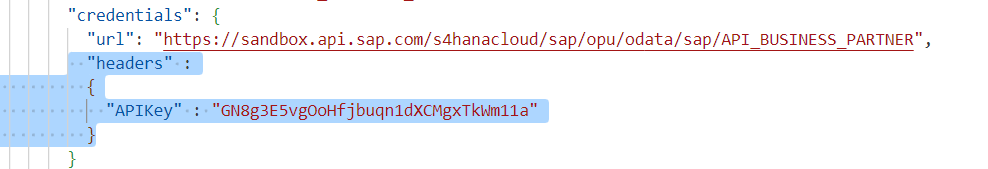 "credentials": {
"url": "https://sandbox.api.sap.com/s4hanacloud/sap/opu/odata/sap/API_BUSINESS_PARTNER",
"headers" :
{
"APIKey" : "GN8g3E5vgOoHfjbuqn1dXCMgxTkWm11a"
}
}